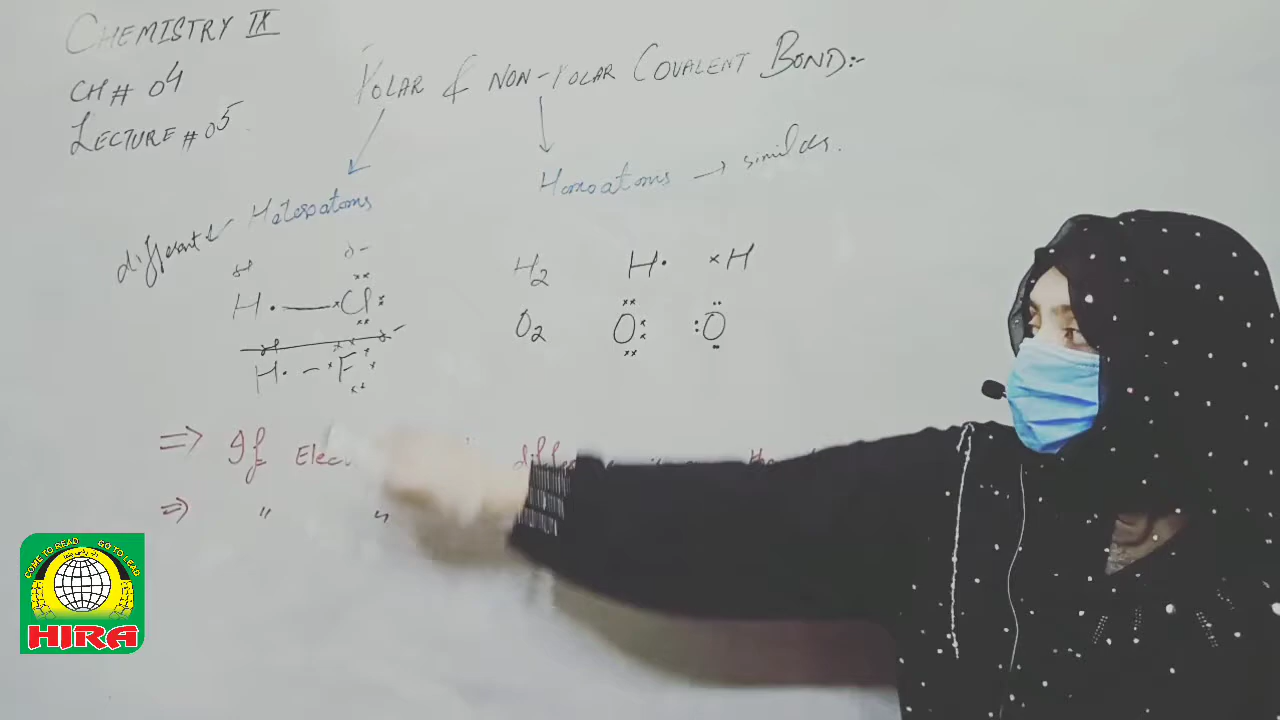 CHEMISTRY IX
CH# 04
LECTURE # 05
POLAR & NON-POLAR COVALENT BOND:-
different Heteroatoms
Homoatoms → similar.
δ+ δ-
H Cl
δ+ δ-
H F
H2 H H
O2 O O
⇒ If
⇒ " "
COME TO READ GO TO LEAD
HIRA